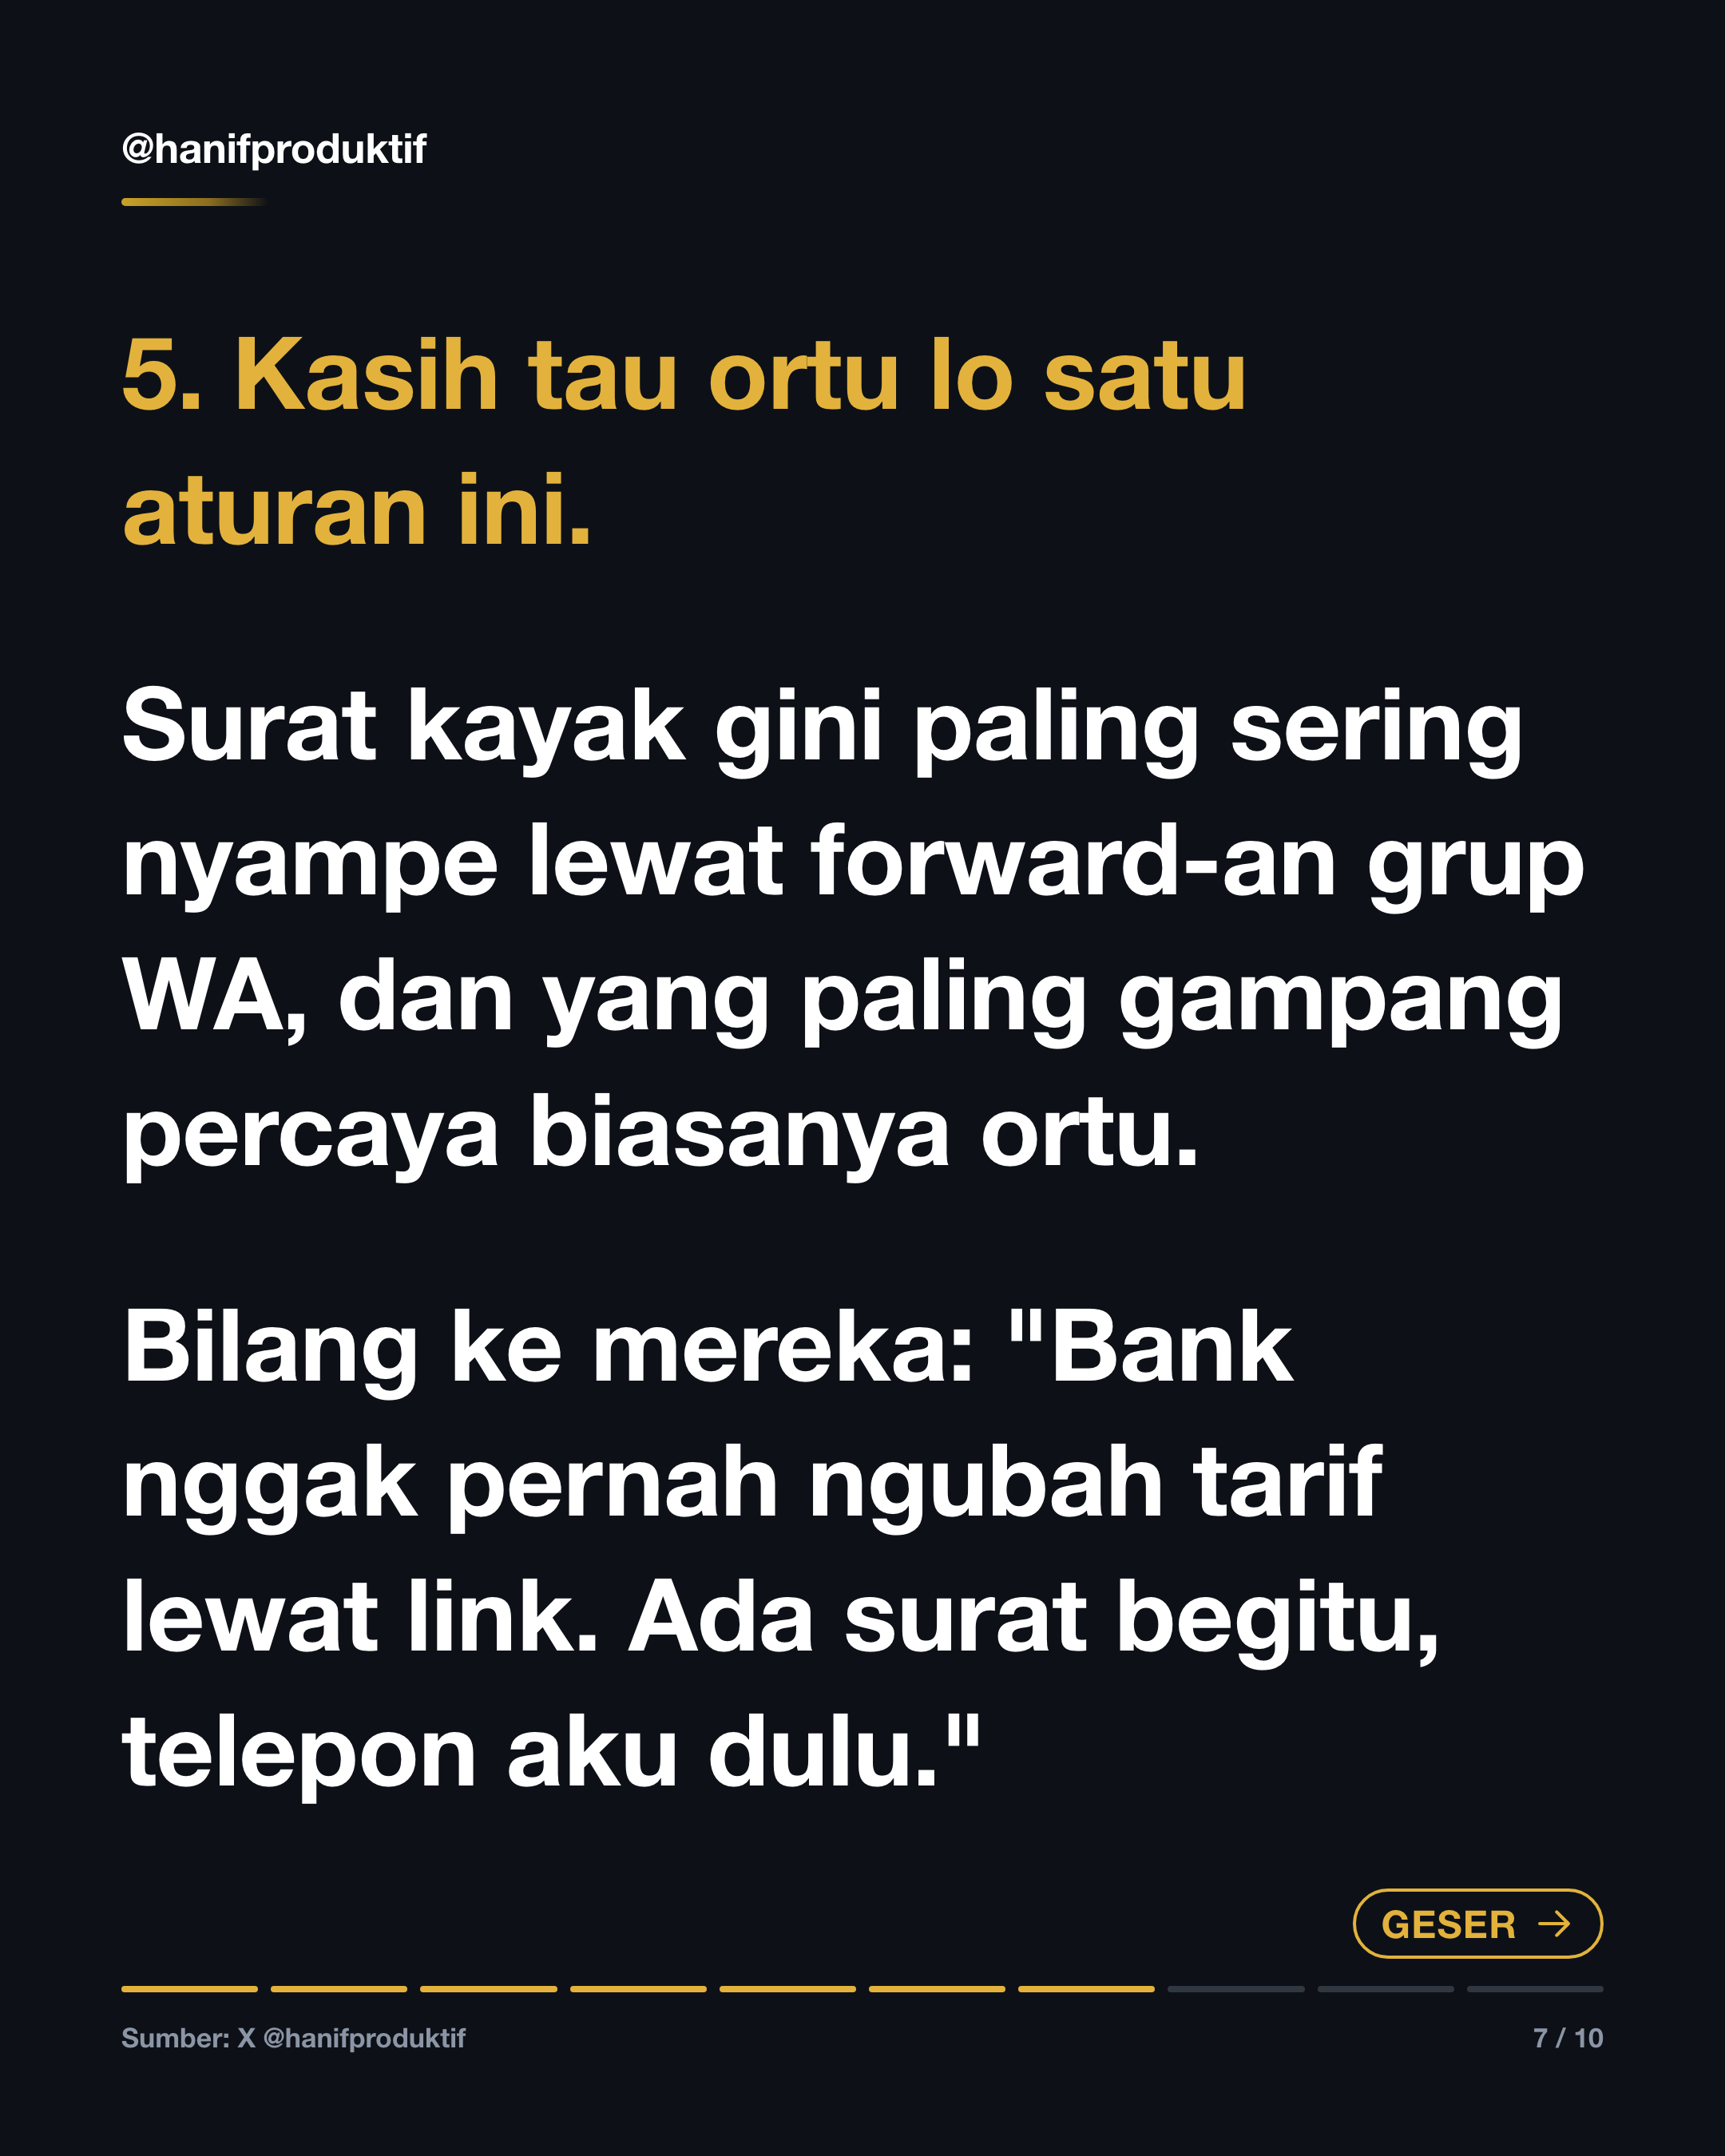 @hanifproduktif
5. Kasih tau ortu lo satu
aturan ini.
Surat kayak gini paling sering
nyampe lewat forward-an grup
WA, dan yang paling gampang
percaya biasanya ortu.
Bilang ke mereka: "Bank
nggak pernah ngubah tarif
lewat link. Ada surat begitu,
telepon aku dulu."
GESER →
Sumber: X @hanifproduktif
7 / 10